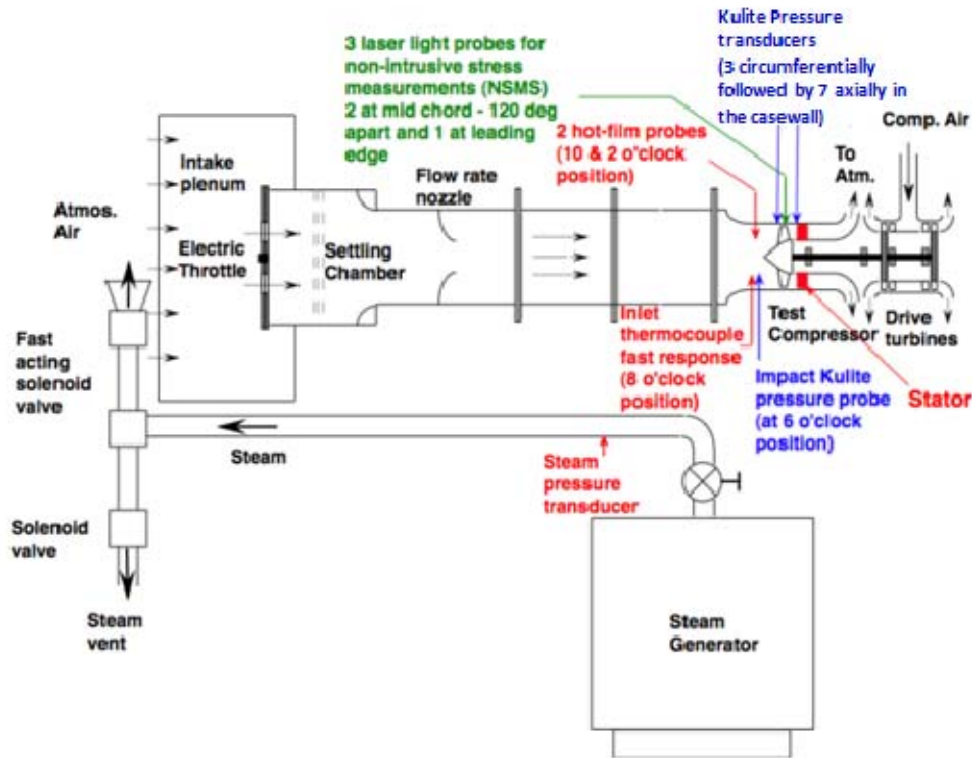 3 laser light probes for
non-intrusive stress
measurements (NSMS)
2 at mid chord - 120 deg
apart and 1 at leading
edge
Kulite Pressure
transducers
(3 circumferentially
followed by 7 axially in
the casewall)
2 hot-film probes
(10 & 2 o'clock
position)
Comp. Air
To
Atm.
Intake
plenum
Flow rate
nozzle
Atmos.
Air
Electric
Throttle
Settling
Chamber
Fast
acting
solenoid
valve
Inlet
thermocouple
fast response
(8 o'clock
position)
Test
Compressor
Drive
turbines
Impact Kulite
pressure probe
(at 6 o'clock
position)
Stator
Steam
Steam
pressure
transducer
Solenoid
valve
Steam
vent
Steam
Generator